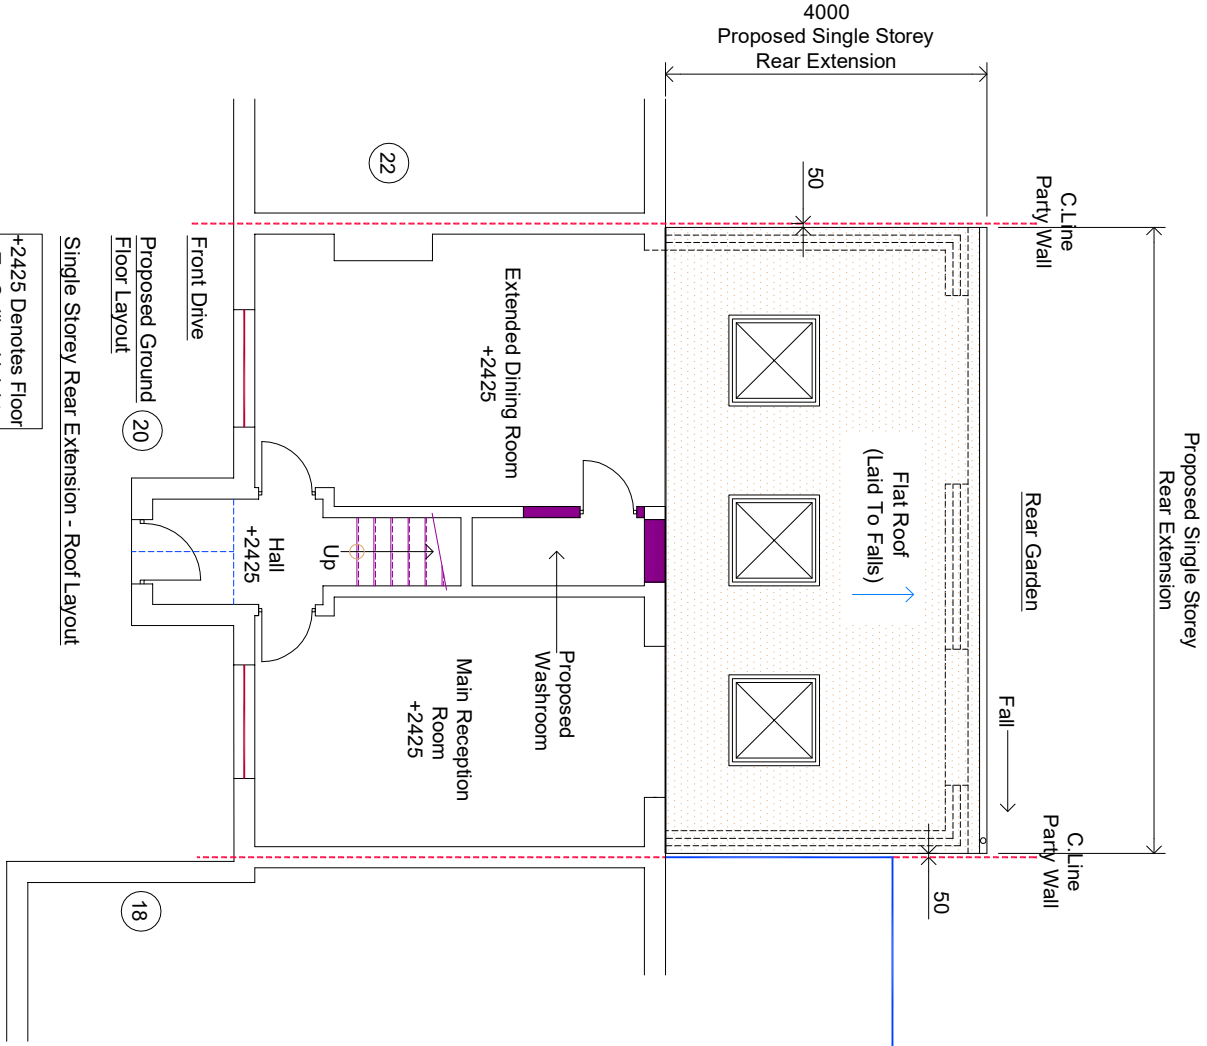 4000
Proposed Single Storey
Rear Extension
Proposed Single Storey
Rear Extension
C.Line
Party Wall
50
22
Rear Garden
Flat Roof
(Laid To Falls)
Fall
C.Line
Party Wall
50
Extended Dining Room
+2425
Proposed
Washroom
Main Reception
Room
+2425
Up
Hall
+2425
Front Drive
Proposed Ground
Floor Layout
20
18
Single Storey Rear Extension - Roof Layout
+2425 Denotes Floor